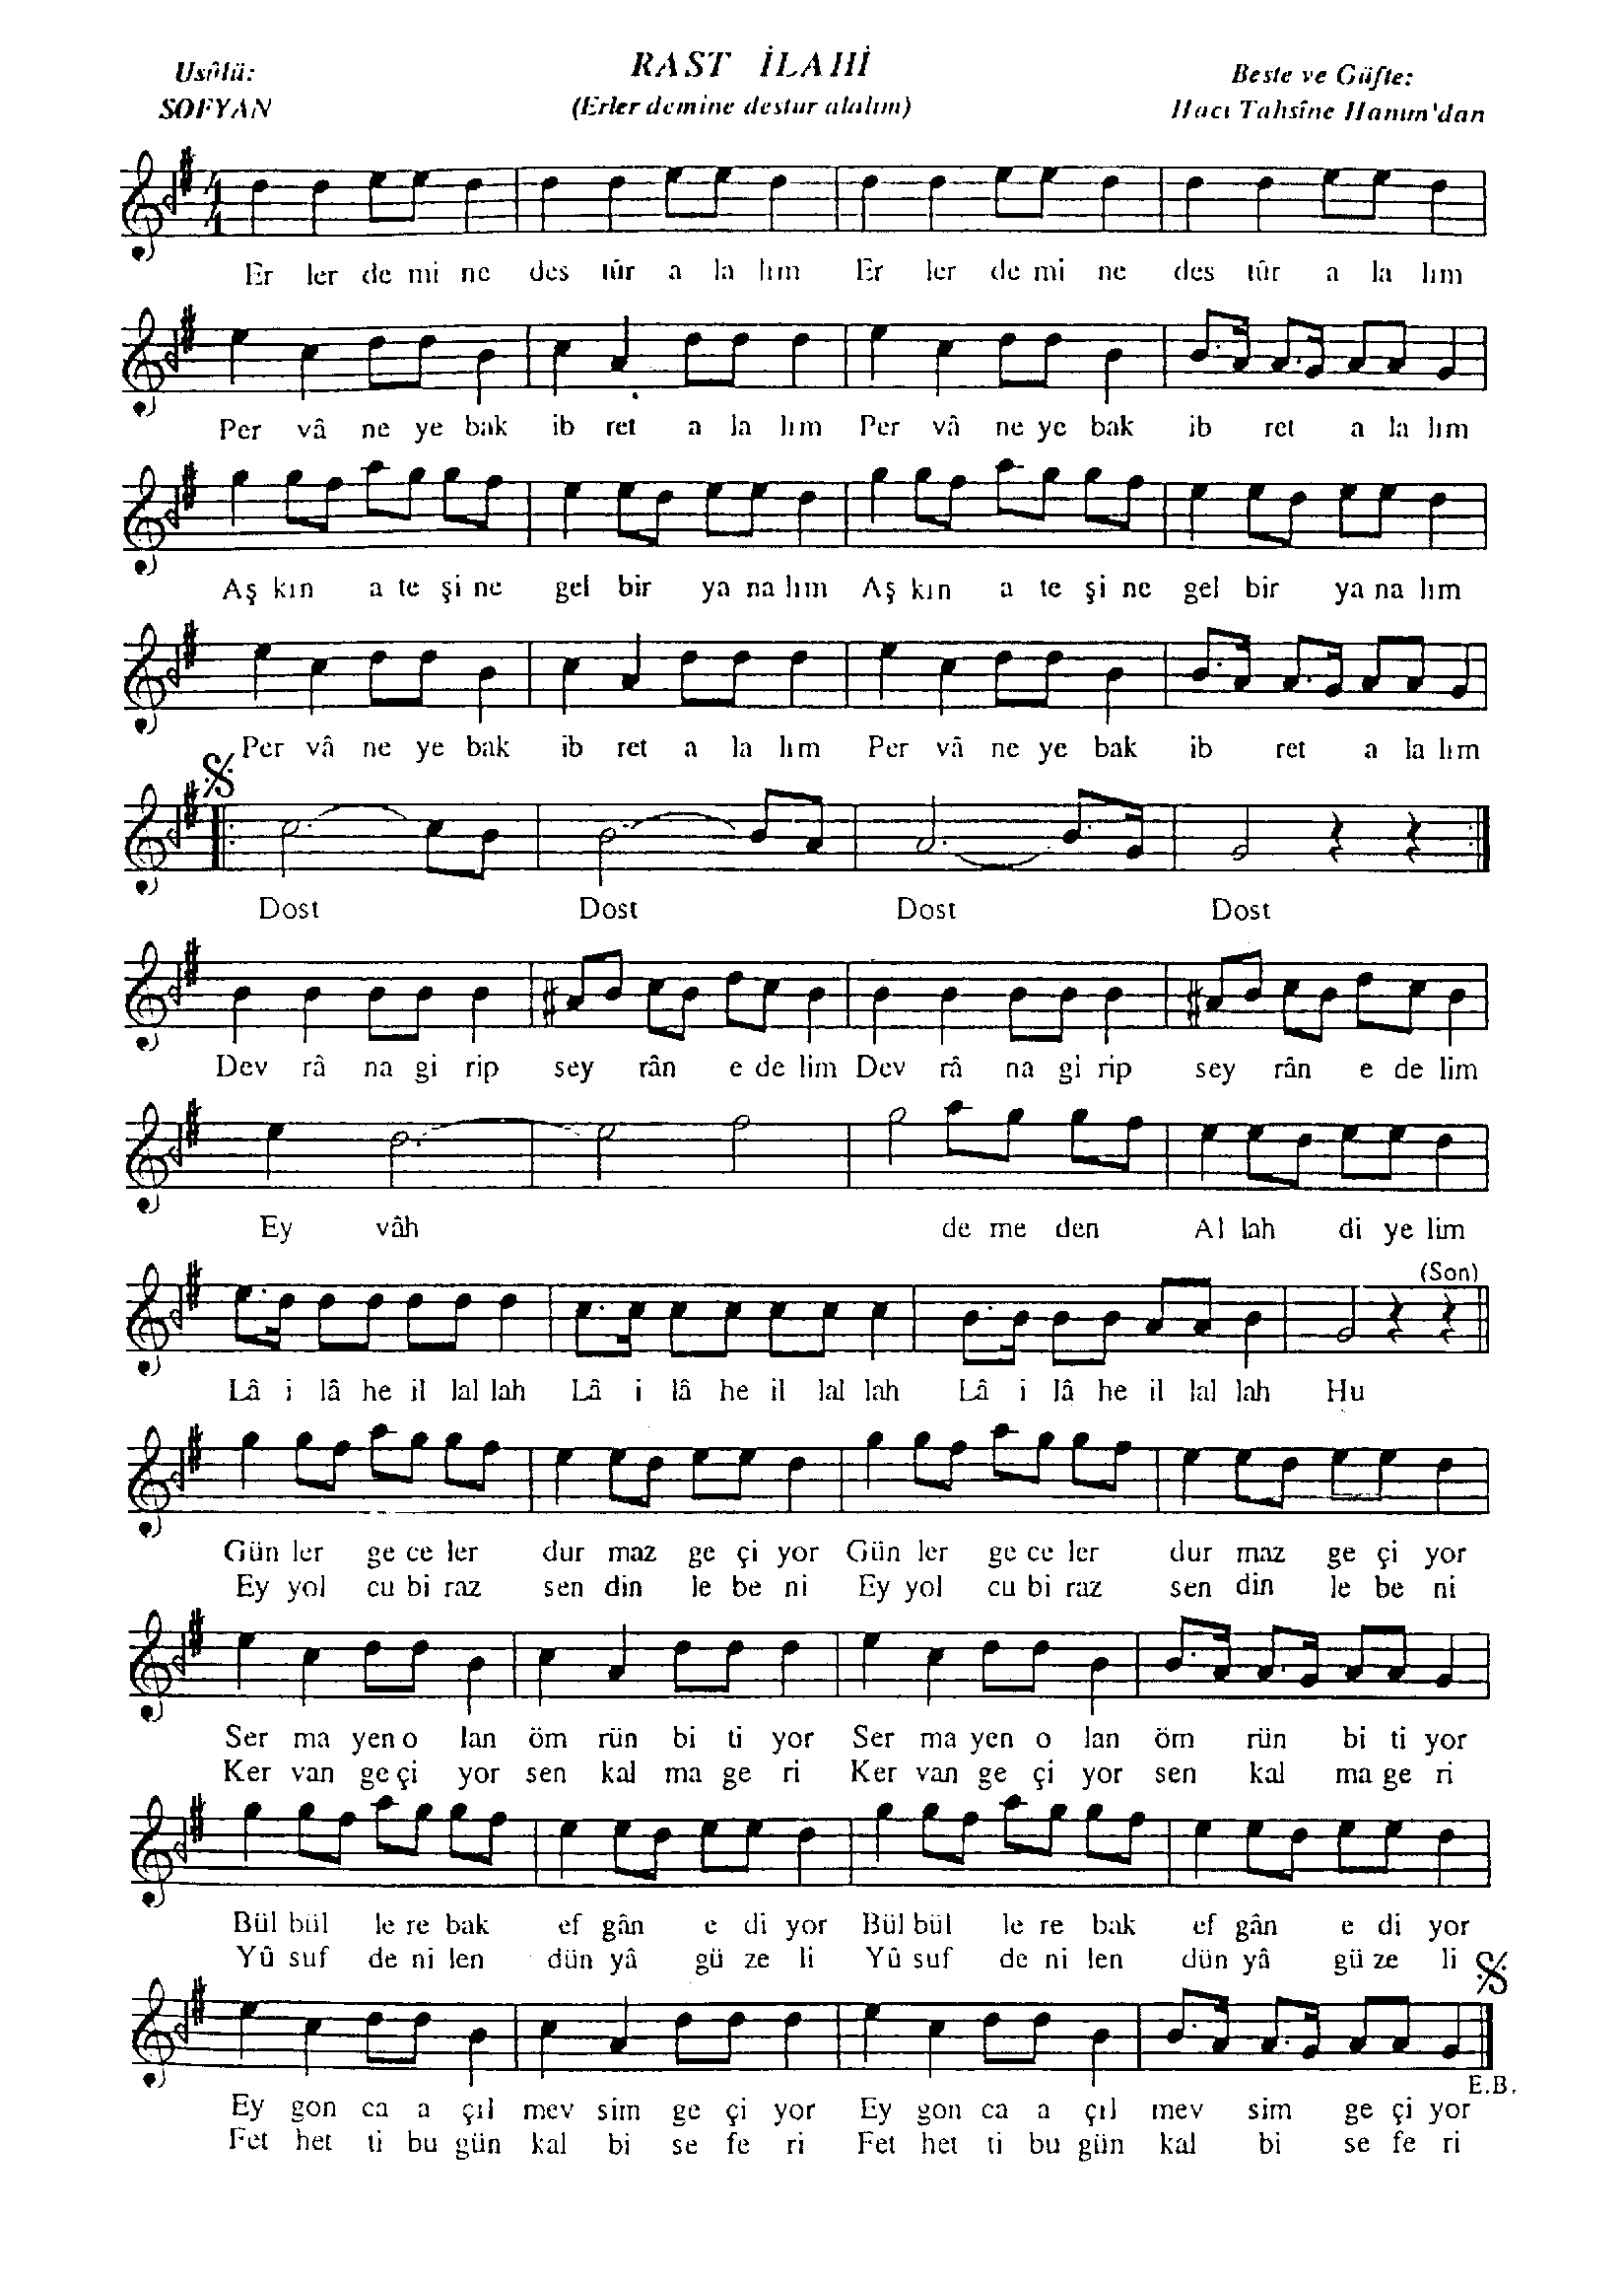 Usûlü:
SOFYAN
RAST İLAHİ
(Erler demine destur alalım)
Beste ve Güfte:
Hacı Tahsîne Hanım'dan
4
4
Er ler de mi ne des tûr a la lım Er ler de mi ne des tûr a la lım
Per vâ ne ye bak ib ret a la lım Per vâ ne ye bak ib ret a la lım
Aş kın a te şi ne gel bir ya na lım Aş kın a te şi ne gel bir ya na lım
Per vâ ne ye bak ib ret a la lım Per vâ ne ye bak ib ret a la lım
Dost Dost Dost Dost
Dev râ na gi rip sey rân e de lim Dev râ na gi rip sey rân e de lim
Ey vâh de me den Al lah di ye lim
(Son)
Lâ i lâ he il lal lah Lâ i lâ he il lal lah Lâ i lâ he il lal lah Hu
Gün ler ge ce ler dur maz ge çi yor Gün ler ge ce ler dur maz ge çi yor
Ey yol cu bi raz sen din le be ni Ey yol cu bi raz sen din le be ni
Ser ma yen o lan öm rün bi ti yor Ser ma yen o lan öm rün bi ti yor
Ker van ge çi yor sen kal ma ge ri Ker van ge çi yor sen kal ma ge ri
Bül bül le re bak ef gân e di yor Bül bül le re bak ef gân e di yor
Yû suf de ni len dün yâ gü ze li Yû suf de ni len dün yâ gü ze li
E.B.
Ey gon ca a çıl mev sim ge çi yor Ey gon ca a çıl mev sim ge çi yor
Fet het ti bu gün kal bi se fe ri Fet het ti bu gün kal bi se fe ri